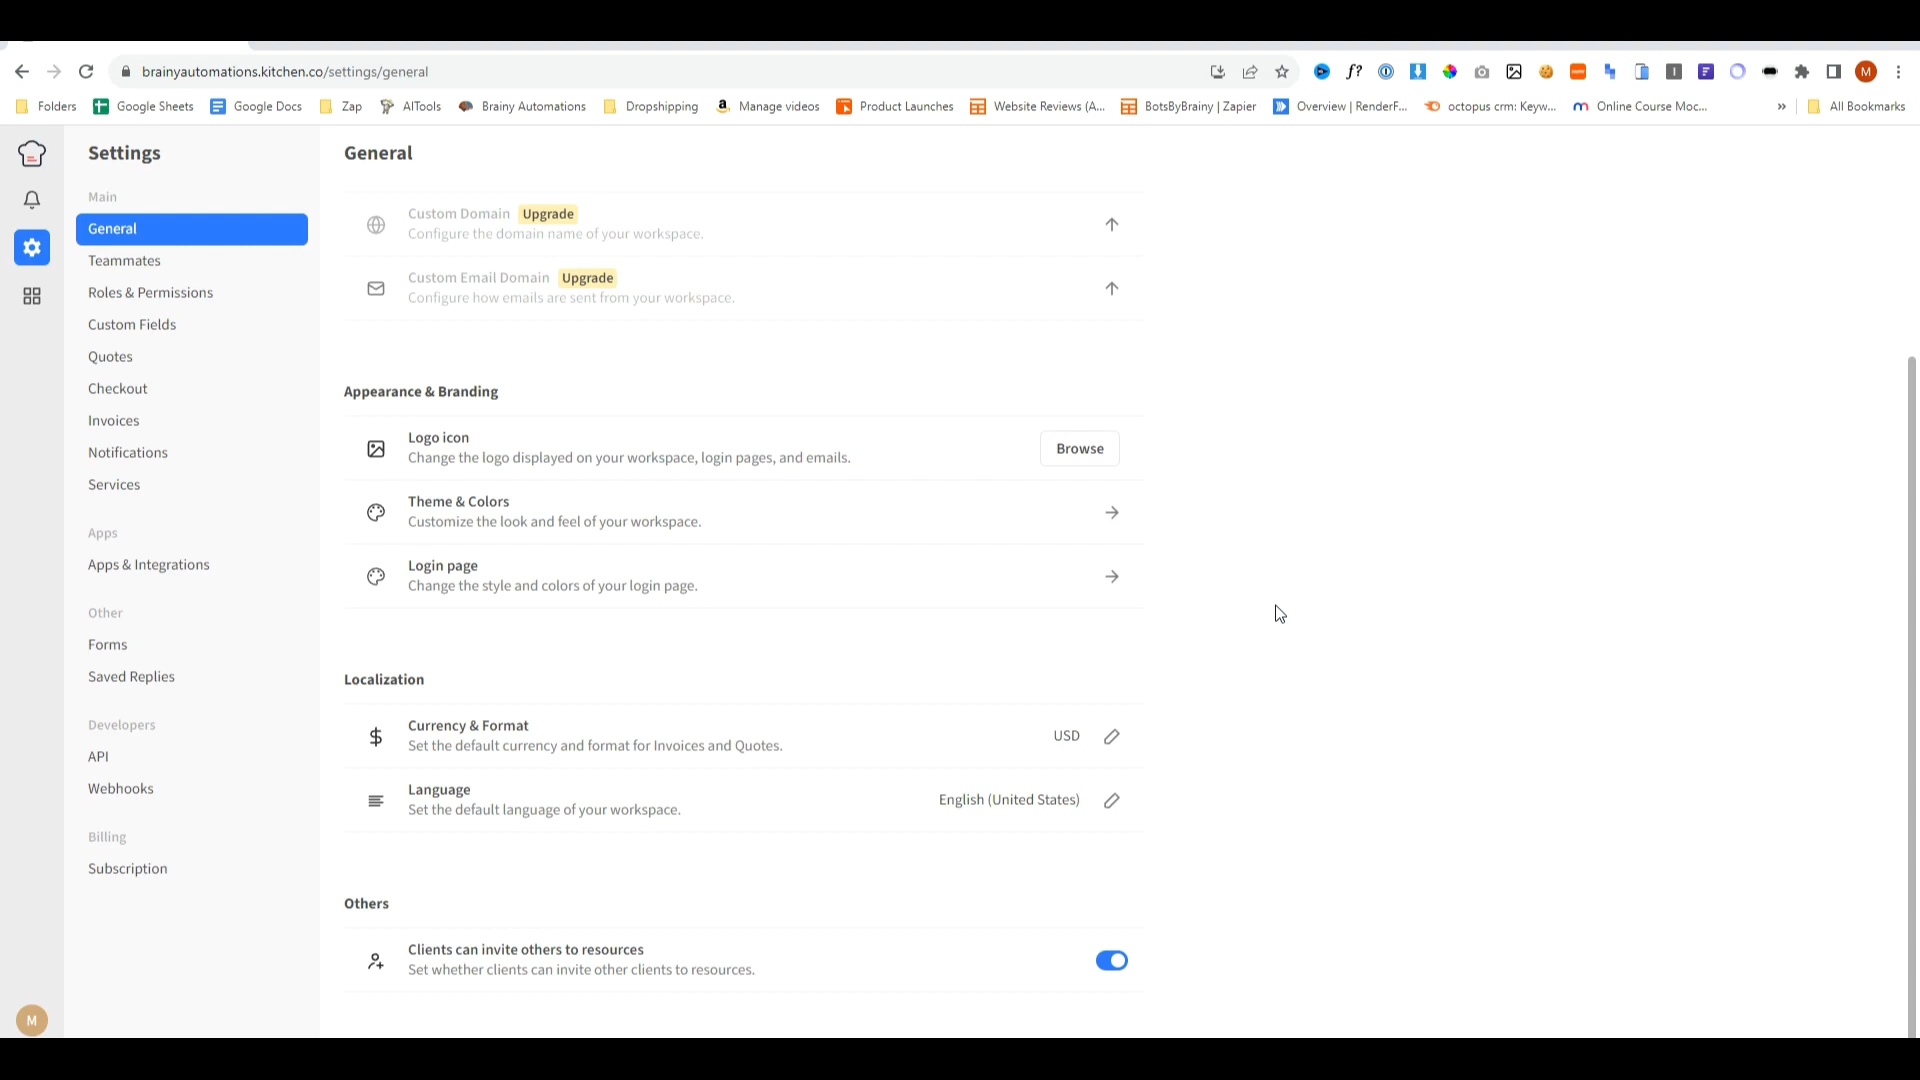 brainyautomations.kitchen.co/settings/general
f?
M
Folders
Google Sheets
Google Docs
Zap
AITools
Brainy Automations
Dropshipping
Manage videos
Product Launches
Website Reviews (A...
BotsByBrainy | Zapier
Overview | RenderF...
octopus crm: Keyw...
Online Course Moc...
»
All Bookmarks
Settings
Main
General
Teammates
Roles & Permissions
Custom Fields
Quotes
Checkout
Invoices
Notifications
Services
Apps
Apps & Integrations
Other
Forms
Saved Replies
Developers
API
Webhooks
Billing
Subscription
M
General
Custom Domain Upgrade
Configure the domain name of your workspace.
Custom Email Domain Upgrade
Configure how emails are sent from your workspace.
Appearance & Branding
Logo icon
Change the logo displayed on your workspace, login pages, and emails.
Browse
Theme & Colors
Customize the look and feel of your workspace.
Login page
Change the style and colors of your login page.
Localization
Currency & Format
Set the default currency and format for Invoices and Quotes.
USD
Language
Set the default language of your workspace.
English (United States)
Others
Clients can invite others to resources
Set whether clients can invite other clients to resources.